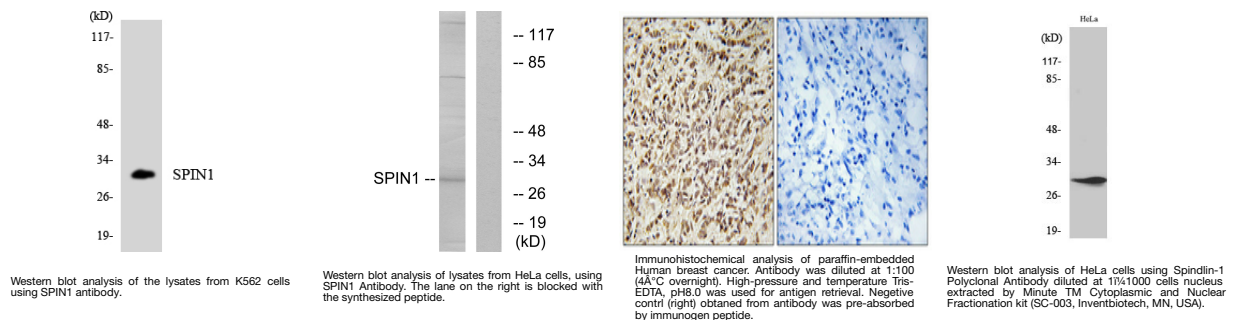 (kD)
117-
85-
48-
34-
SPIN1
26-
19-
Western blot analysis of the lysates from K562 cells
using SPIN1 antibody.
-- 117
-- 85
-- 48
-- 34
SPIN1 --
-- 26
-- 19
(kD)
Western blot analysis of lysates from HeLa cells, using
SPIN1 Antibody. The lane on the right is blocked with
the synthesized peptide.
Immunohistochemical analysis of paraffin-embedded
Human breast cancer. Antibody was diluted at 1:100
(4Â°C overnight). High-pressure and temperature Tris-
EDTA, pH8.0 was used for antigen retrieval. Negetive
contrl (right) obtaned from antibody was pre-absorbed
by immunogen peptide.
HeLa
(kD)
117-
85-
48-
34-
26-
19-
Western blot analysis of HeLa cells using Spindlin-1
Polyclonal Antibody diluted at 1ï¼1000 cells nucleus
extracted by Minute TM Cytoplasmic and Nuclear
Fractionation kit (SC-003, Inventbiotech, MN, USA).